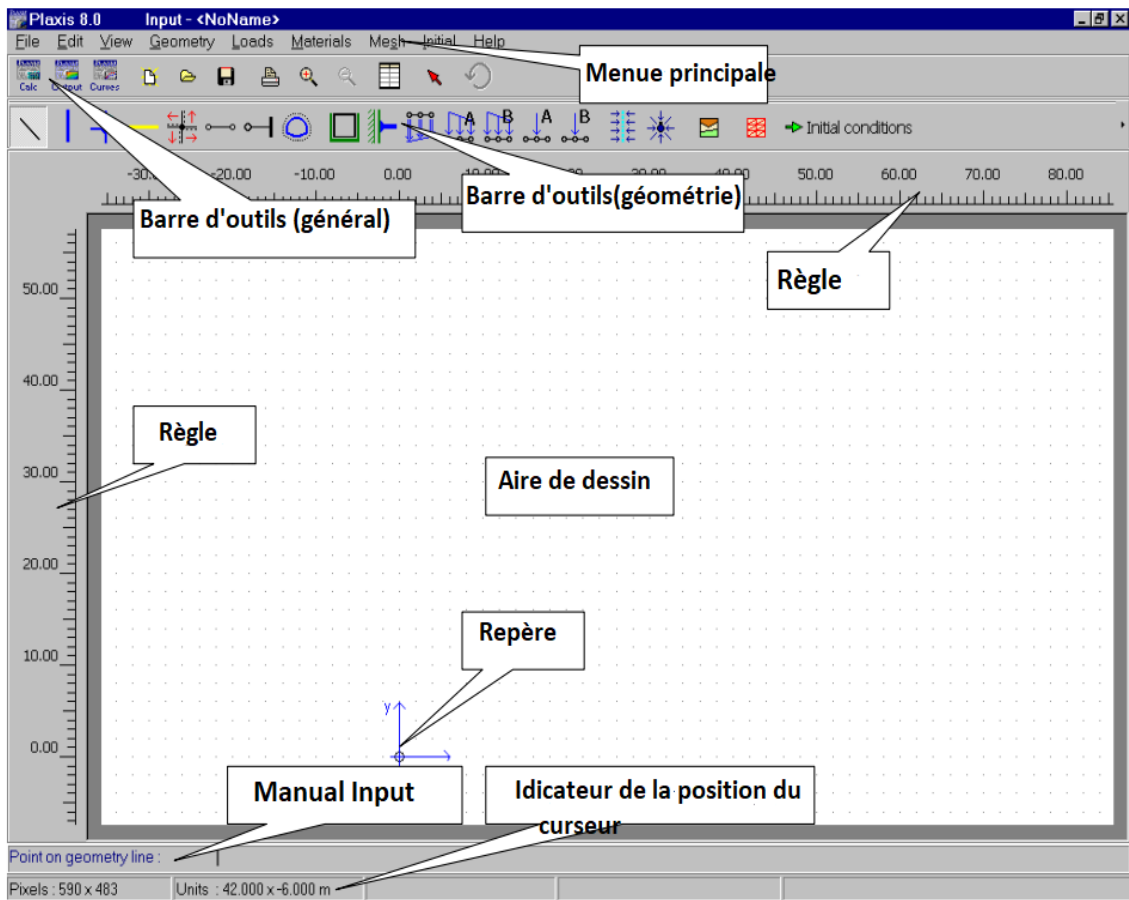 Plaxis 8.0 Input - <NoName>
File Edit View Geometry Loads Materials Mesh Initial Help
Menue principale
Calc Output Curves
A B A B Initial conditions
-30.00 -20.00 -10.00 0.00 10.00 20.00 30.00 40.00 50.00 60.00 70.00 80.00
Barre d'outils(géométrie)
Barre d'outils (général)
Règle
50.00
40.00
Règle
30.00
Aire de dessin
20.00
Repère
10.00
y
0.00
Manual Input
Idicateur de la position du
curseur
Point on geometry line :
Pixels : 590 x 483 Units : 42.000 x -6.000 m